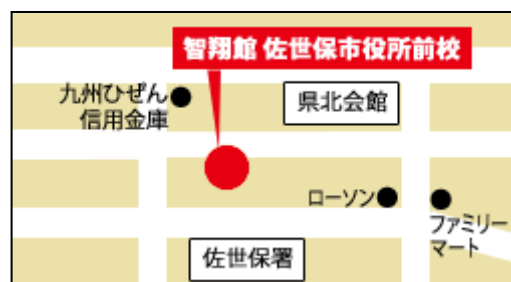 智翔館 佐世保市役所前校
九州ひぜん
信用金庫
県北会館
ローソン
ファミリー
マート
佐世保署